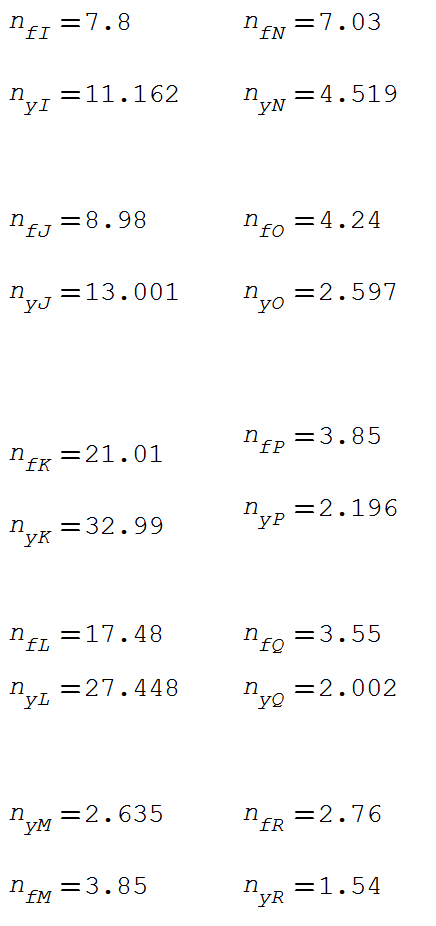 n_fI = 7.8
n_yI = 11.162
n_fJ = 8.98
n_yJ = 13.001
n_fK = 21.01
n_yK = 32.99
n_fL = 17.48
n_yL = 27.448
n_yM = 2.635
n_fM = 3.85
n_fN = 7.03
n_yN = 4.519
n_fO = 4.24
n_yO = 2.597
n_fP = 3.85
n_yP = 2.196
n_fQ = 3.55
n_yQ = 2.002
n_fR = 2.76
n_yR = 1.54